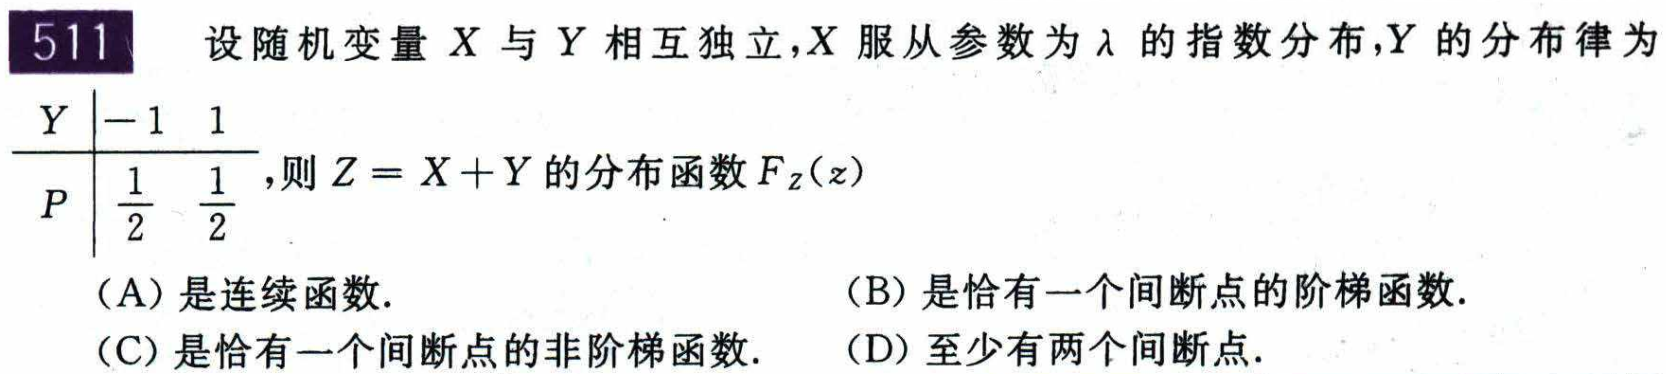 511 设随机变量 X 与 Y 相互独立,X 服从参数为 λ 的指数分布,Y 的分布律为
Y | -1 1
P | 1/2 1/2 ,则 Z = X + Y 的分布函数 F_Z(z)
(A) 是连续函数. (B) 是恰有一个间断点的阶梯函数.
(C) 是恰有一个间断点的非阶梯函数. (D) 至少有两个间断点.